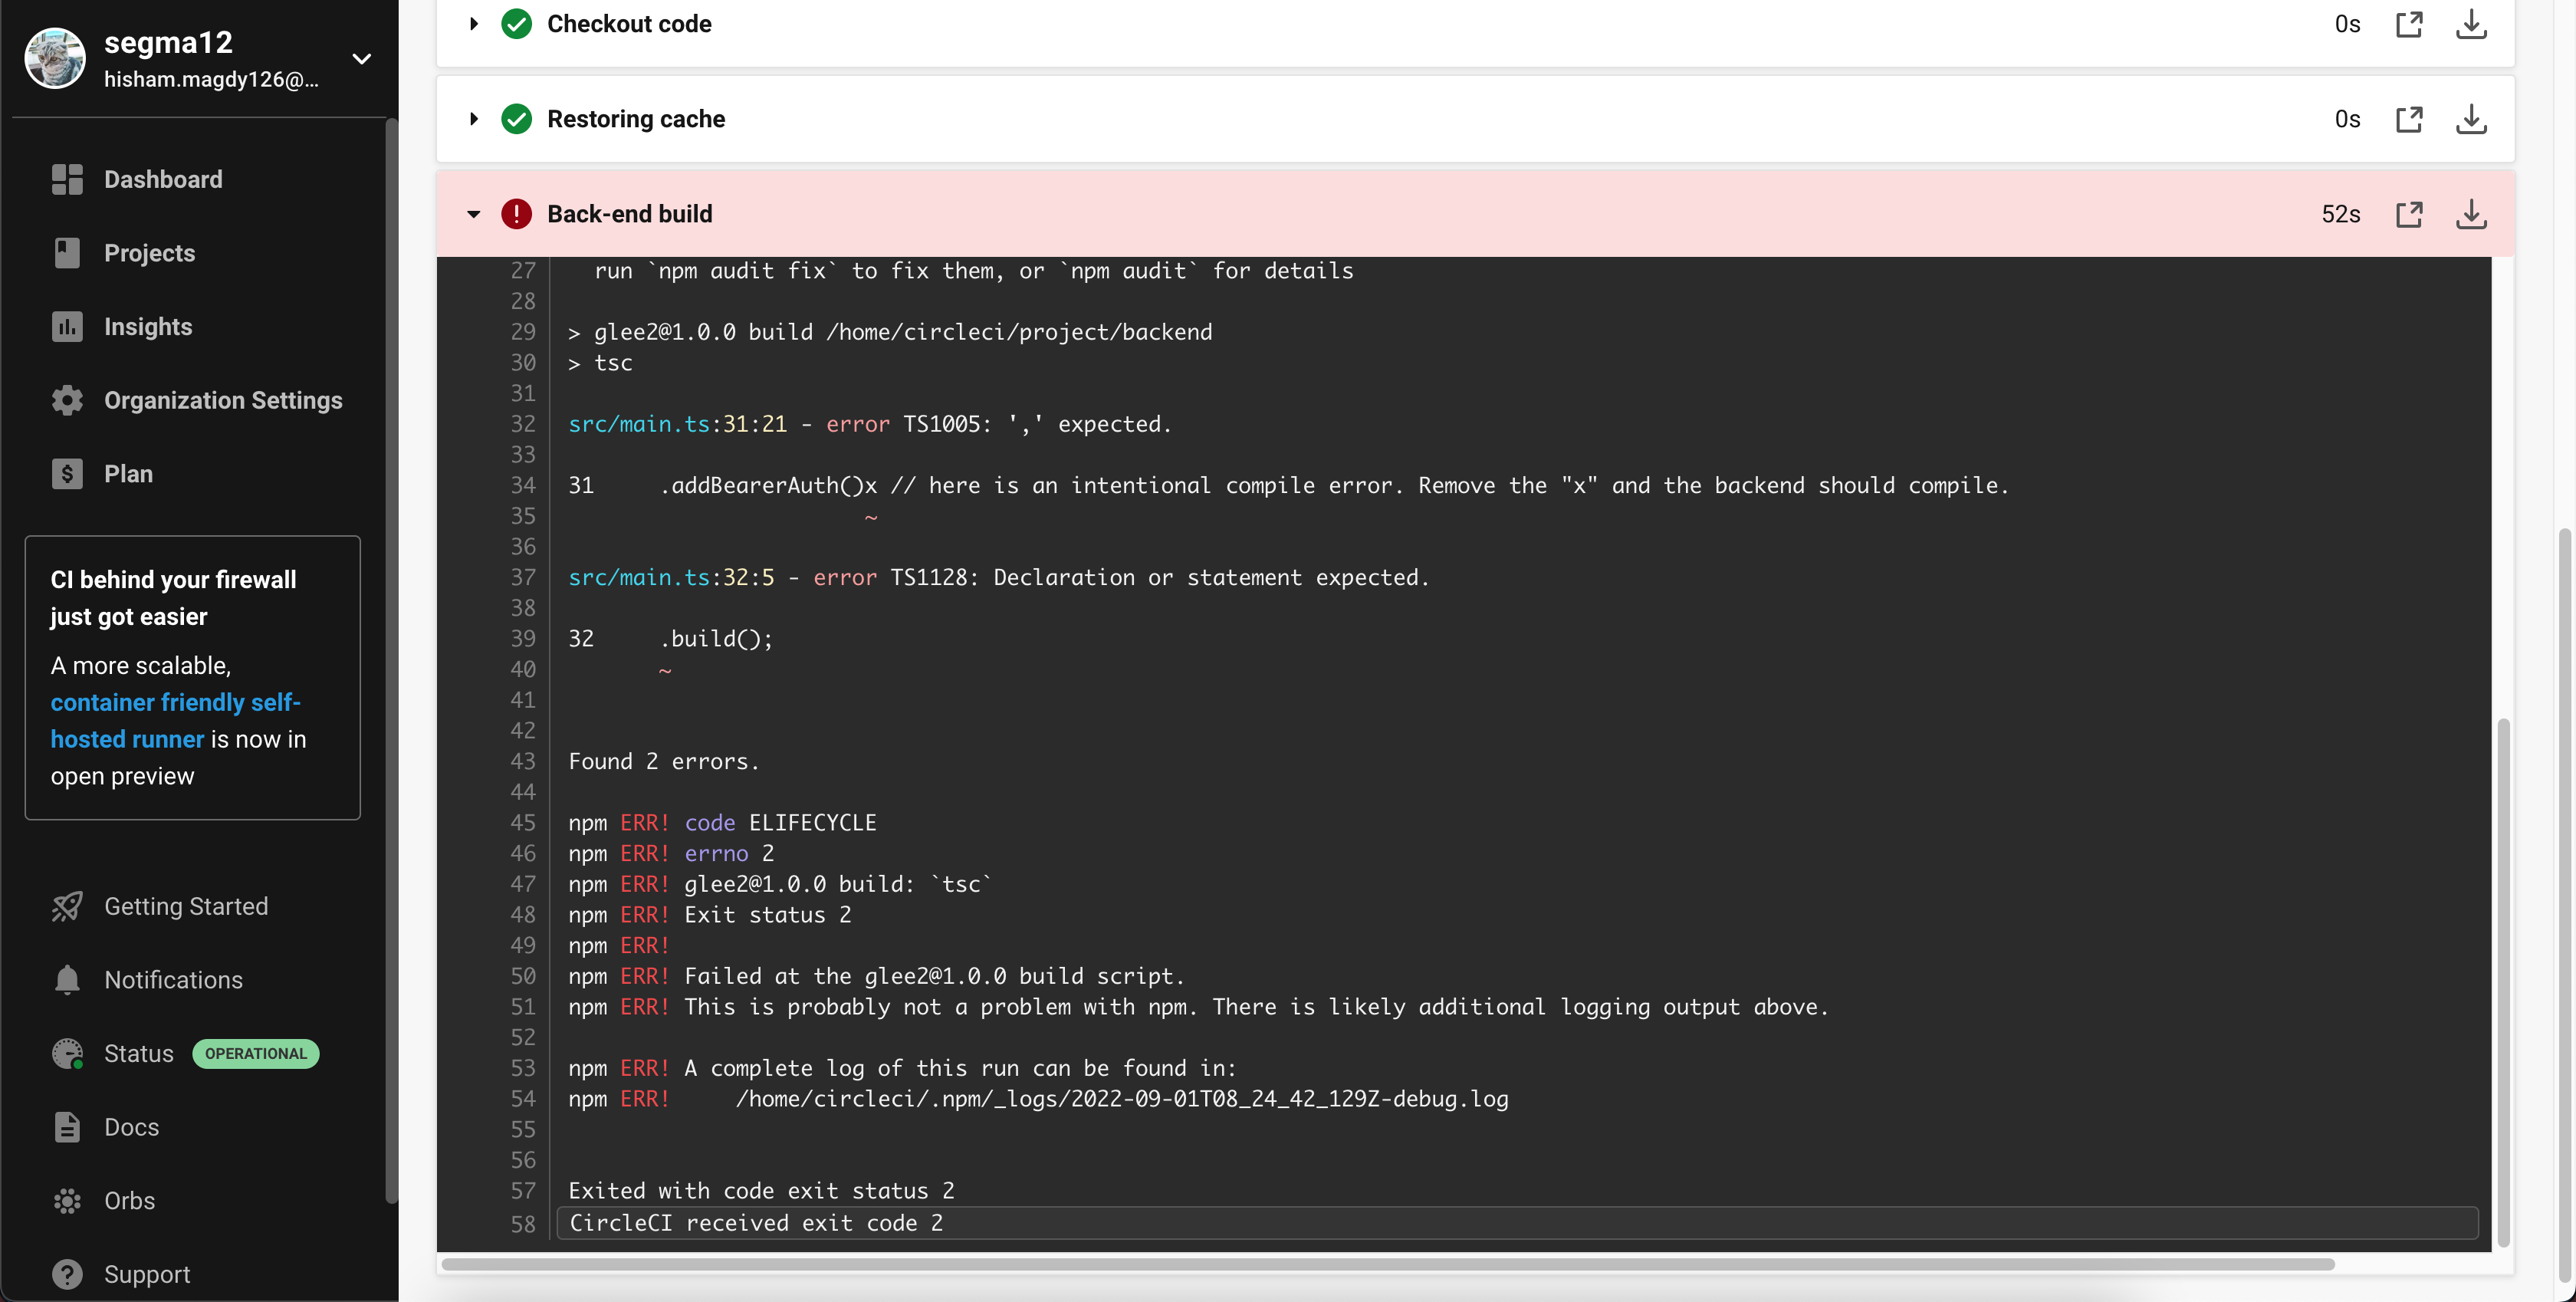 segma12
hisham.magdy126@...
Dashboard
Projects
Insights
Organization Settings
Plan
CI behind your firewall
just got easier
A more scalable,
container friendly self-
hosted runner is now in
open preview
Getting Started
Notifications
Status OPERATIONAL
Docs
Orbs
Support
Checkout code 0s
Restoring cache 0s
Back-end build 52s
27   run `npm audit fix` to fix them, or `npm audit` for details
28
29 > glee2@1.0.0 build /home/circleci/project/backend
30 > tsc
31
32 src/main.ts:31:21 - error TS1005: ',' expected.
33
34 31     .addBearerAuth()x // here is an intentional compile error. Remove the "x" and the backend should compile.
35                        ~
36
37 src/main.ts:32:5 - error TS1128: Declaration or statement expected.
38
39 32     .build();
40        ~
41
42
43 Found 2 errors.
44
45 npm ERR! code ELIFECYCLE
46 npm ERR! errno 2
47 npm ERR! glee2@1.0.0 build: `tsc`
48 npm ERR! Exit status 2
49 npm ERR!
50 npm ERR! Failed at the glee2@1.0.0 build script.
51 npm ERR! This is probably not a problem with npm. There is likely additional logging output above.
52
53 npm ERR! A complete log of this run can be found in:
54 npm ERR!     /home/circleci/.npm/_logs/2022-09-01T08_24_42_129Z-debug.log
55
56
57 Exited with code exit status 2
58 CircleCI received exit code 2